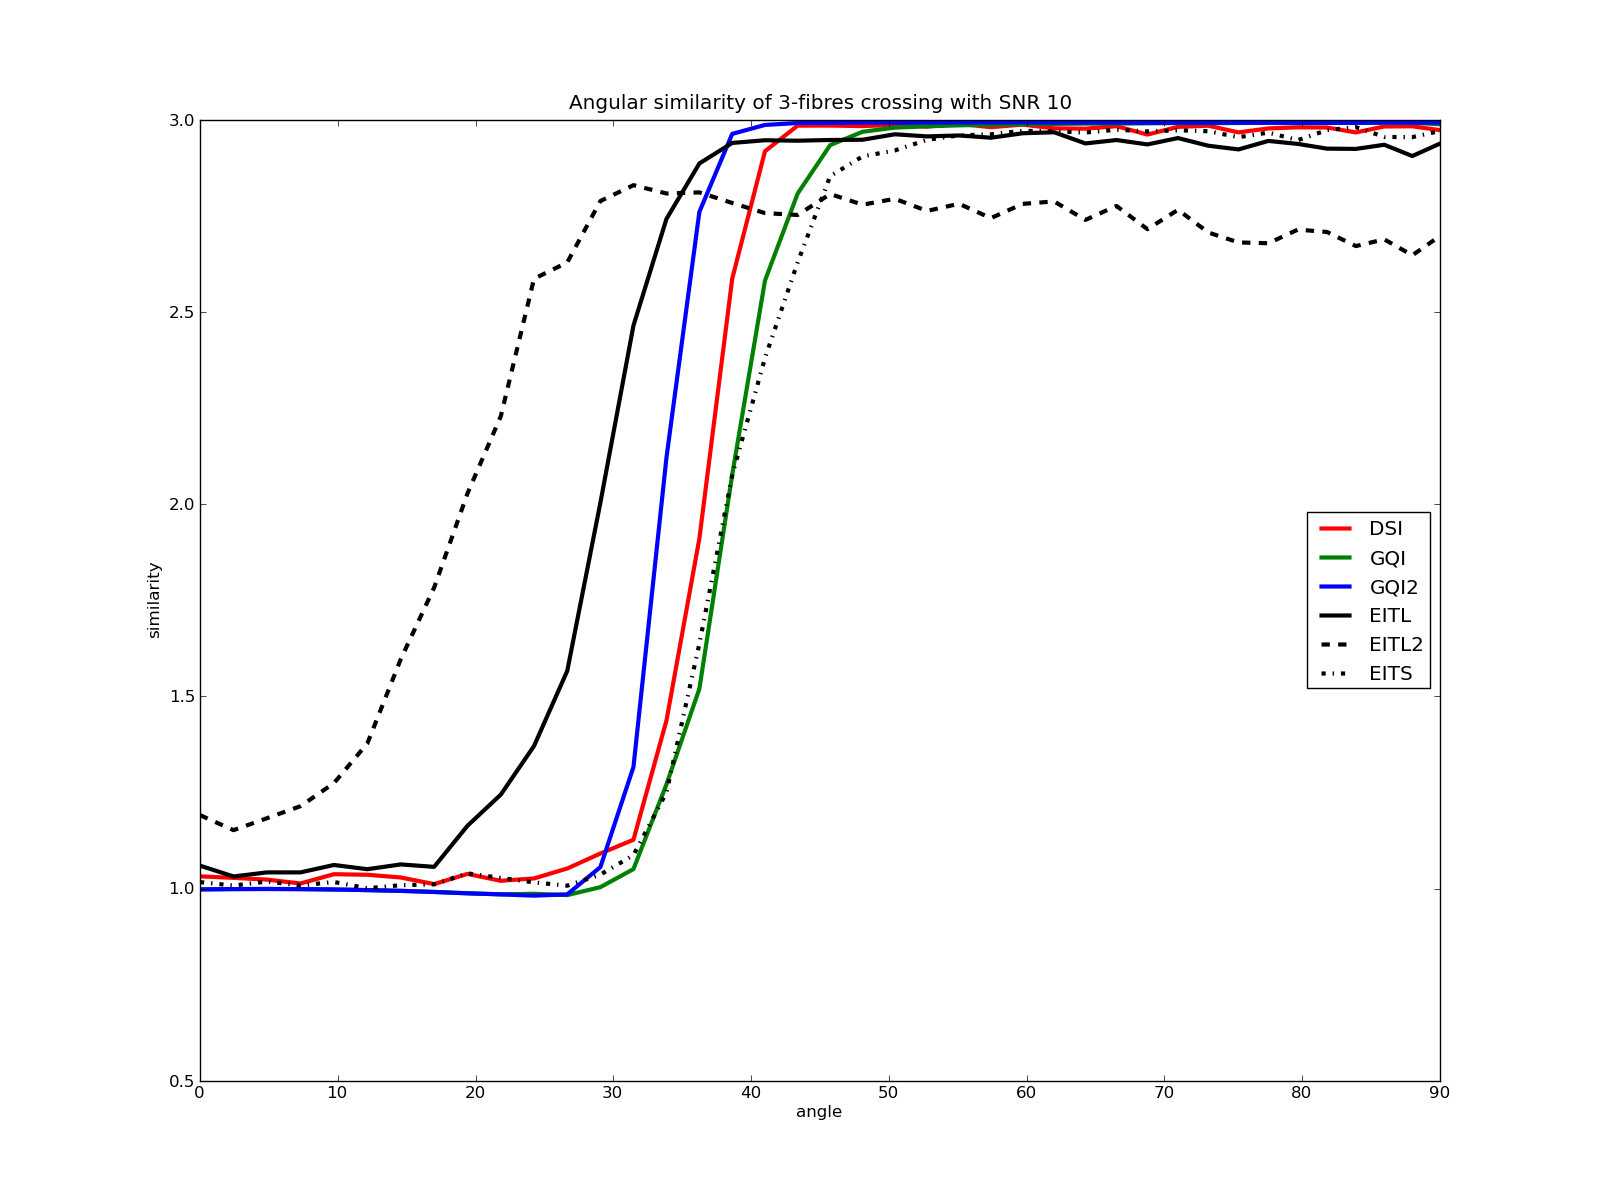 Angular similarity of 3-fibres crossing with SNR 10
3.0
2.5
2.0
1.5
1.0
0.5
similarity
DSI
GQI
GQI2
EITL
EITL2
EITS
0 10 20 30 40 50 60 70 80 90
angle